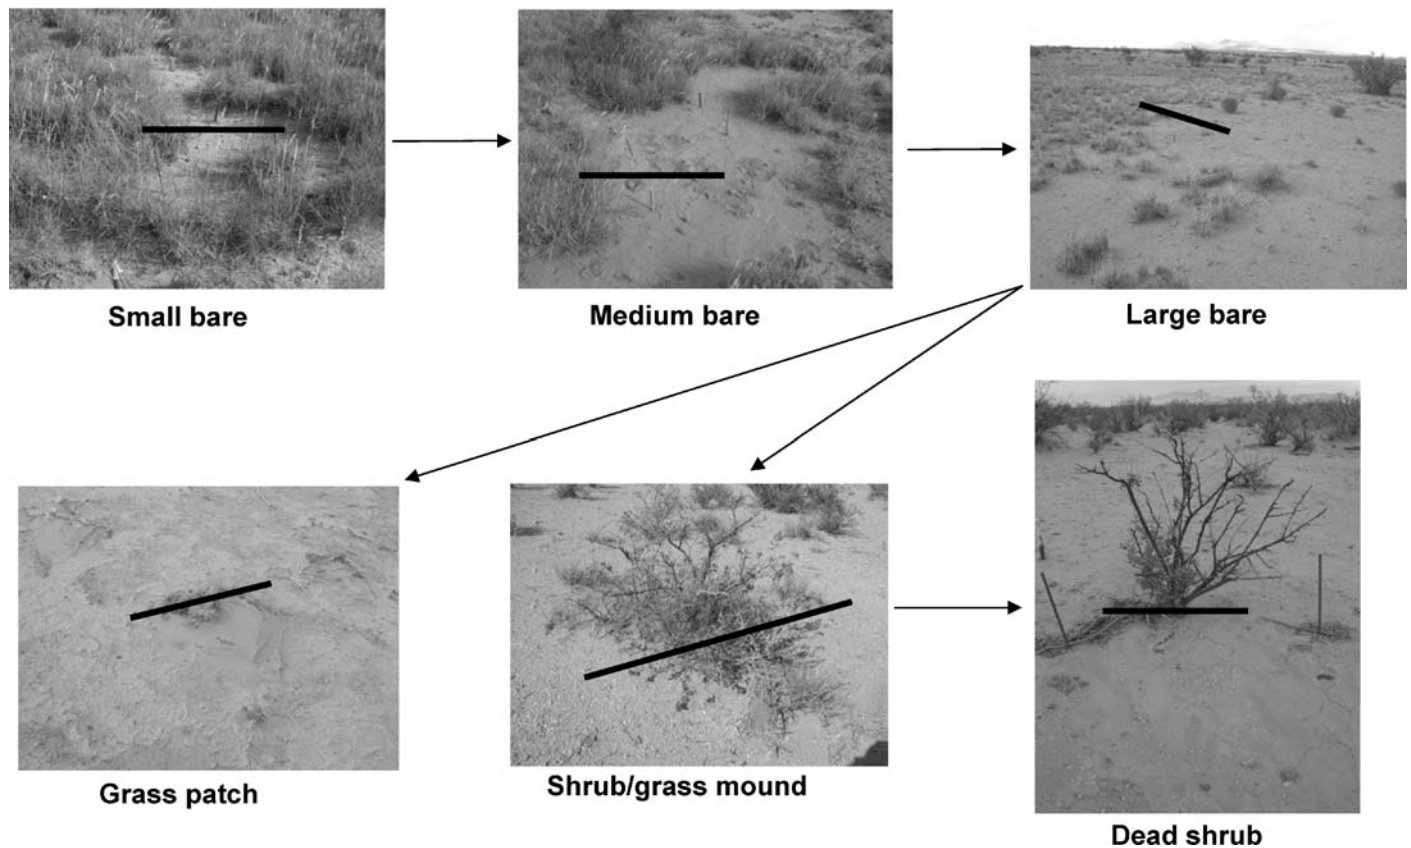 Small bare
Medium bare
Large bare
Grass patch
Shrub/grass mound
Dead shrub